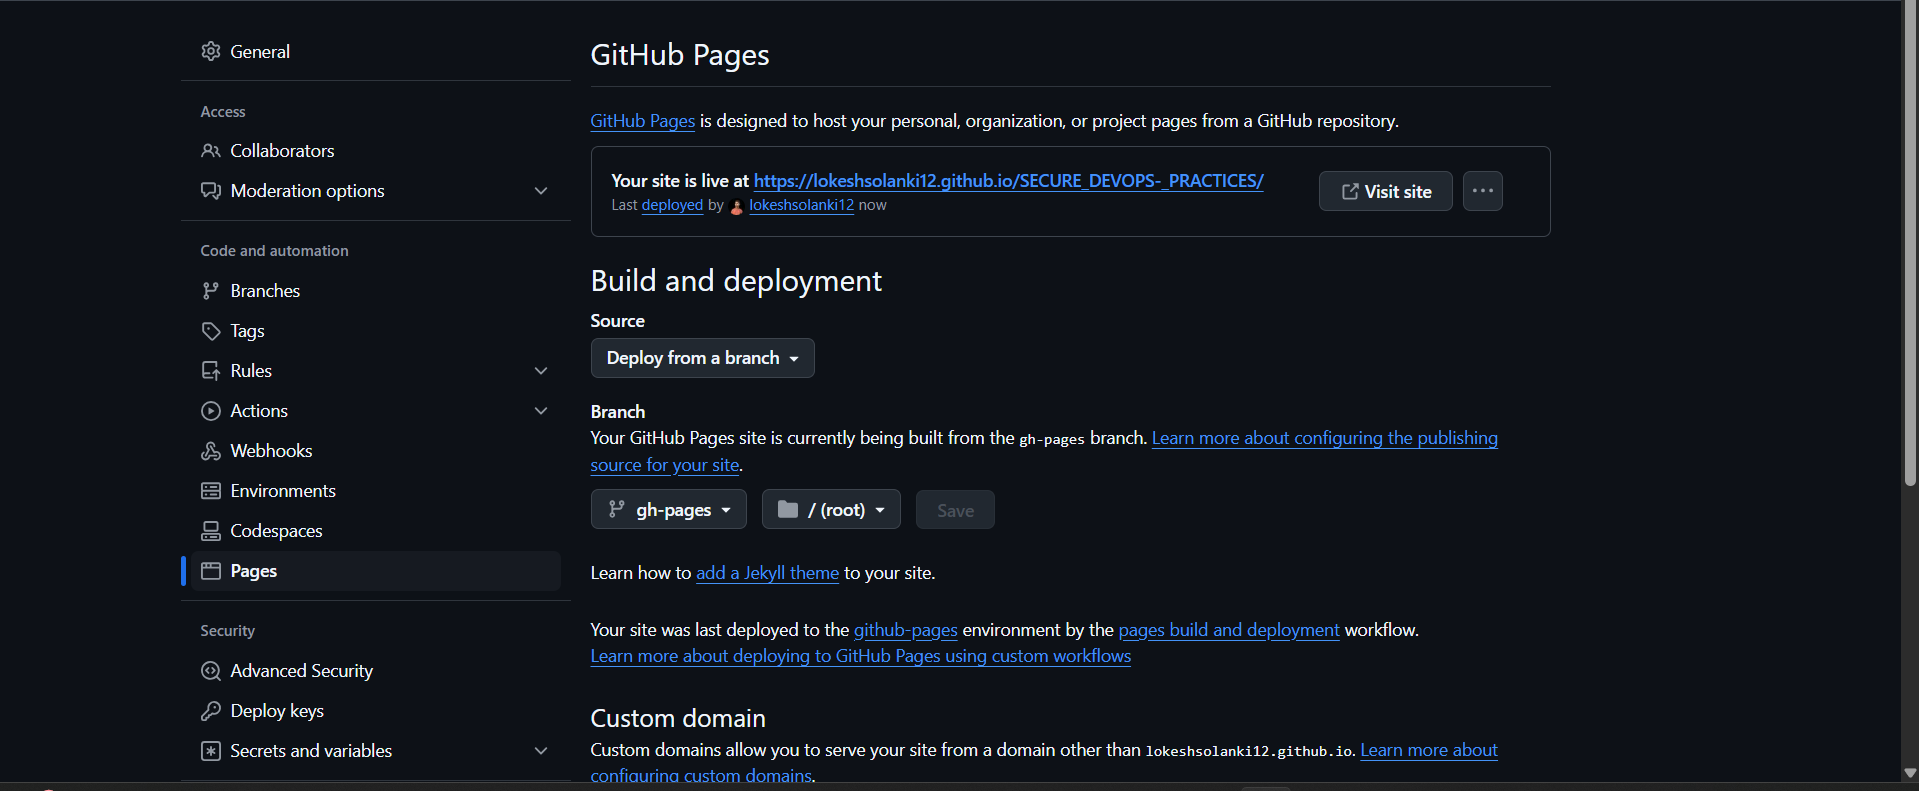 General
Access
Collaborators
Moderation options
Code and automation
Branches
Tags
Rules
Actions
Webhooks
Environments
Codespaces
Pages
Security
Advanced Security
Deploy keys
Secrets and variables
GitHub Pages
GitHub Pages is designed to host your personal, organization, or project pages from a GitHub repository.
Your site is live at https://lokeshsolanki12.github.io/SECURE_DEVOPS-_PRACTICES/
Last deployed by lokeshsolanki12 now
Visit site
Build and deployment
Source
Deploy from a branch
Branch
Your GitHub Pages site is currently being built from the gh-pages branch. Learn more about configuring the publishing
source for your site.
gh-pages
/ (root)
Save
Learn how to add a Jekyll theme to your site.
Your site was last deployed to the github-pages environment by the pages build and deployment workflow.
Learn more about deploying to GitHub Pages using custom workflows
Custom domain
Custom domains allow you to serve your site from a domain other than lokeshsolanki12.github.io. Learn more about
configuring custom domains.